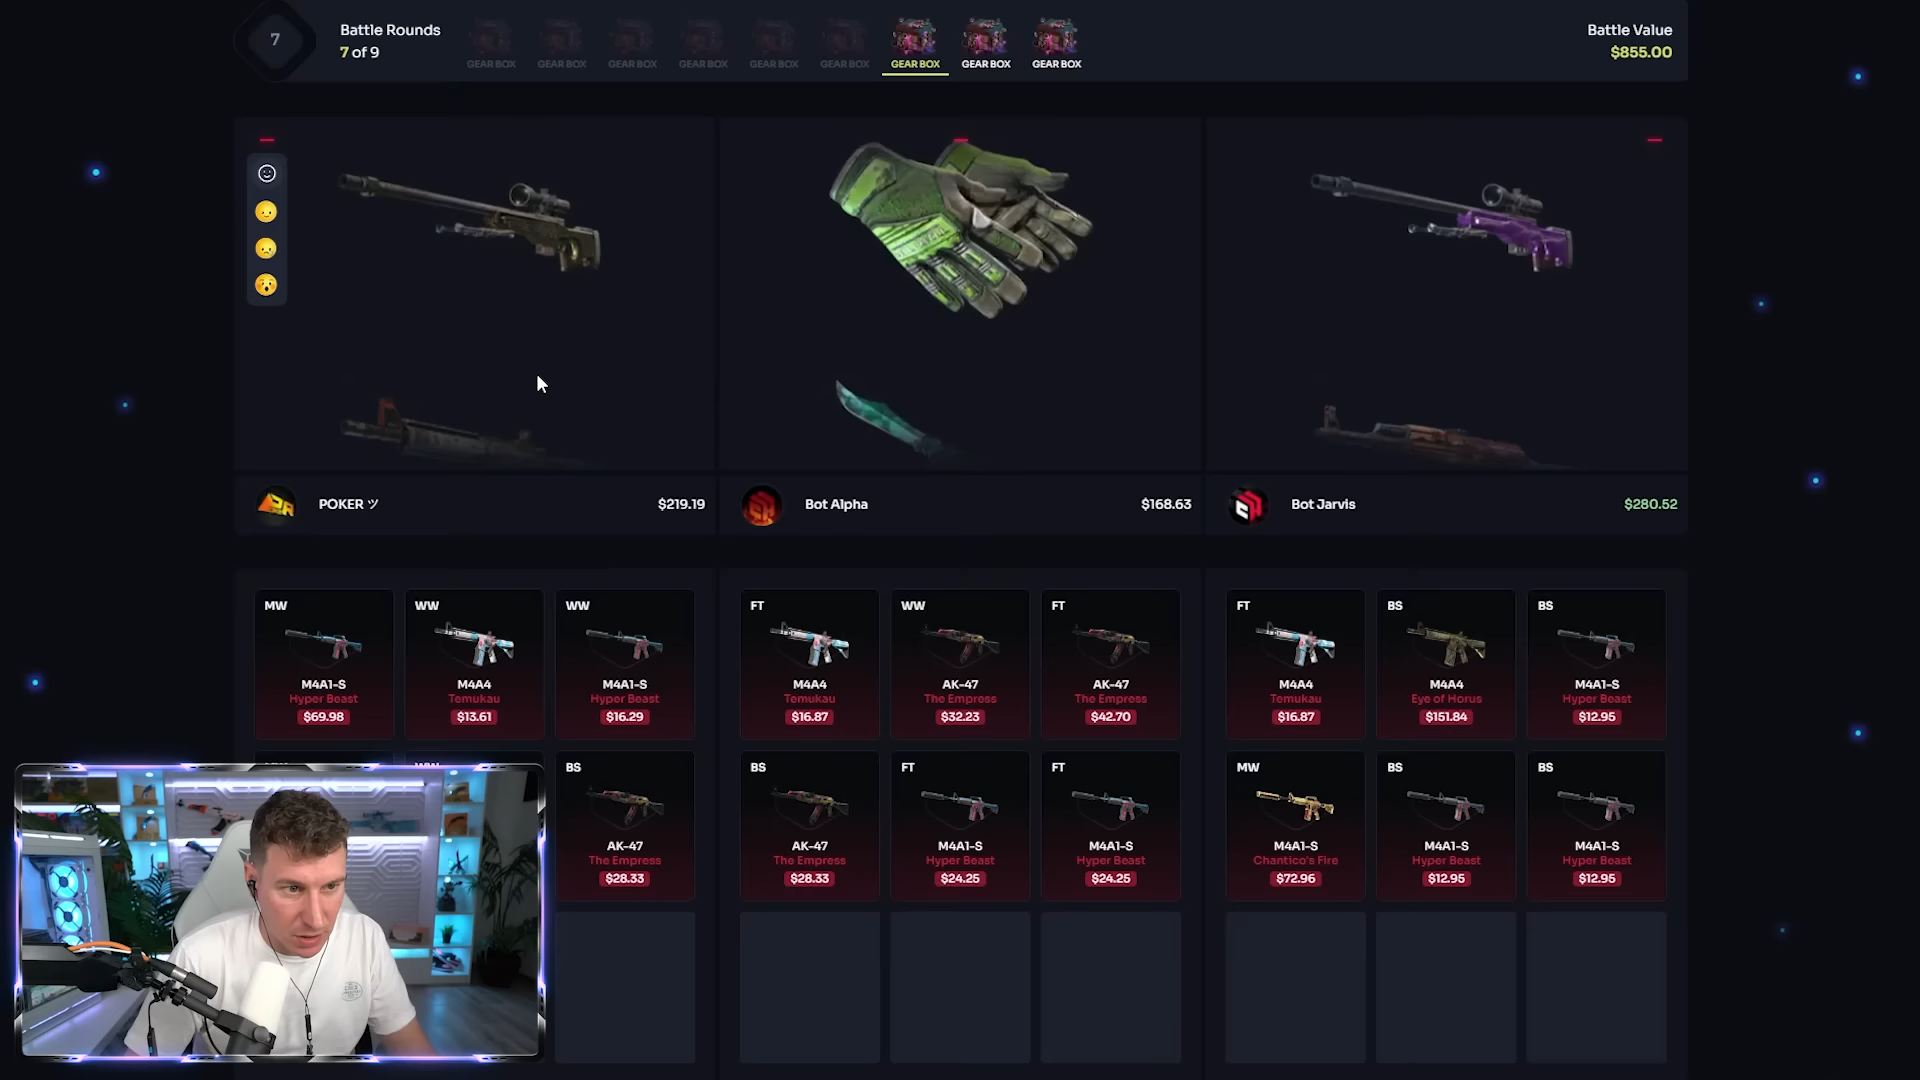 7
Battle Rounds
7 of 9
GEAR BOX
GEAR BOX
GEAR BOX
GEAR BOX
GEAR BOX
GEAR BOX
GEAR BOX
GEAR BOX
GEAR BOX
Battle Value
$855.00
POKER ツ
$219.19
Bot Alpha
$168.63
Bot Jarvis
$280.52
MW
M4A1-S
Hyper Beast
$69.98
WW
M4A4
Temukau
$13.61
WW
M4A1-S
Hyper Beast
$16.29
FT
M4A4
Temukau
$16.87
WW
AK-47
The Empress
$32.23
FT
AK-47
The Empress
$42.70
FT
M4A4
Temukau
$16.87
BS
M4A4
Eye of Horus
$151.84
BS
M4A1-S
Hyper Beast
$12.95
BS
AK-47
The Empress
$28.33
BS
AK-47
The Empress
$28.33
FT
M4A1-S
Hyper Beast
$24.25
FT
M4A1-S
Hyper Beast
$24.25
MW
M4A1-S
Chantico's Fire
$72.96
BS
M4A1-S
Hyper Beast
$12.95
BS
M4A1-S
Hyper Beast
$12.95